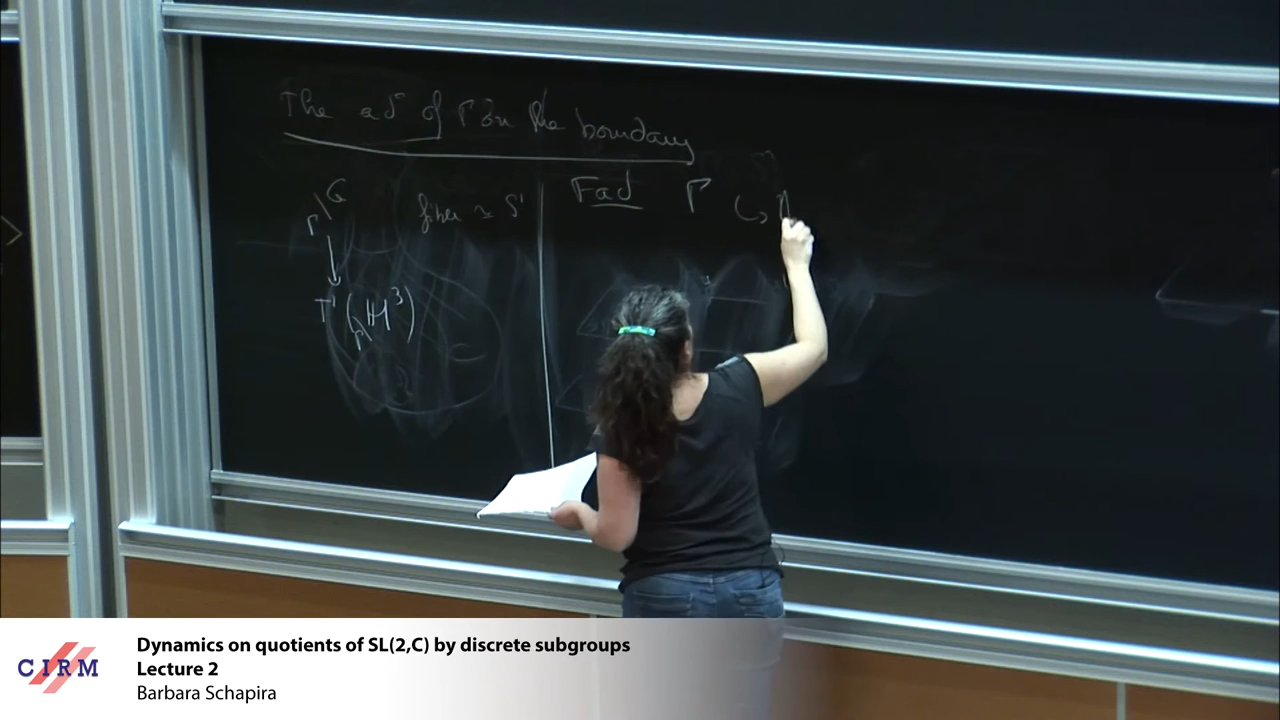 The act° of Γ on the boundary
Γ\G
fiber ≃ S¹
T¹(Γ\ℍ³)
Fact Γ ↪ Λ
CIRM
Dynamics on quotients of SL(2,C) by discrete subgroups
Lecture 2
Barbara Schapira